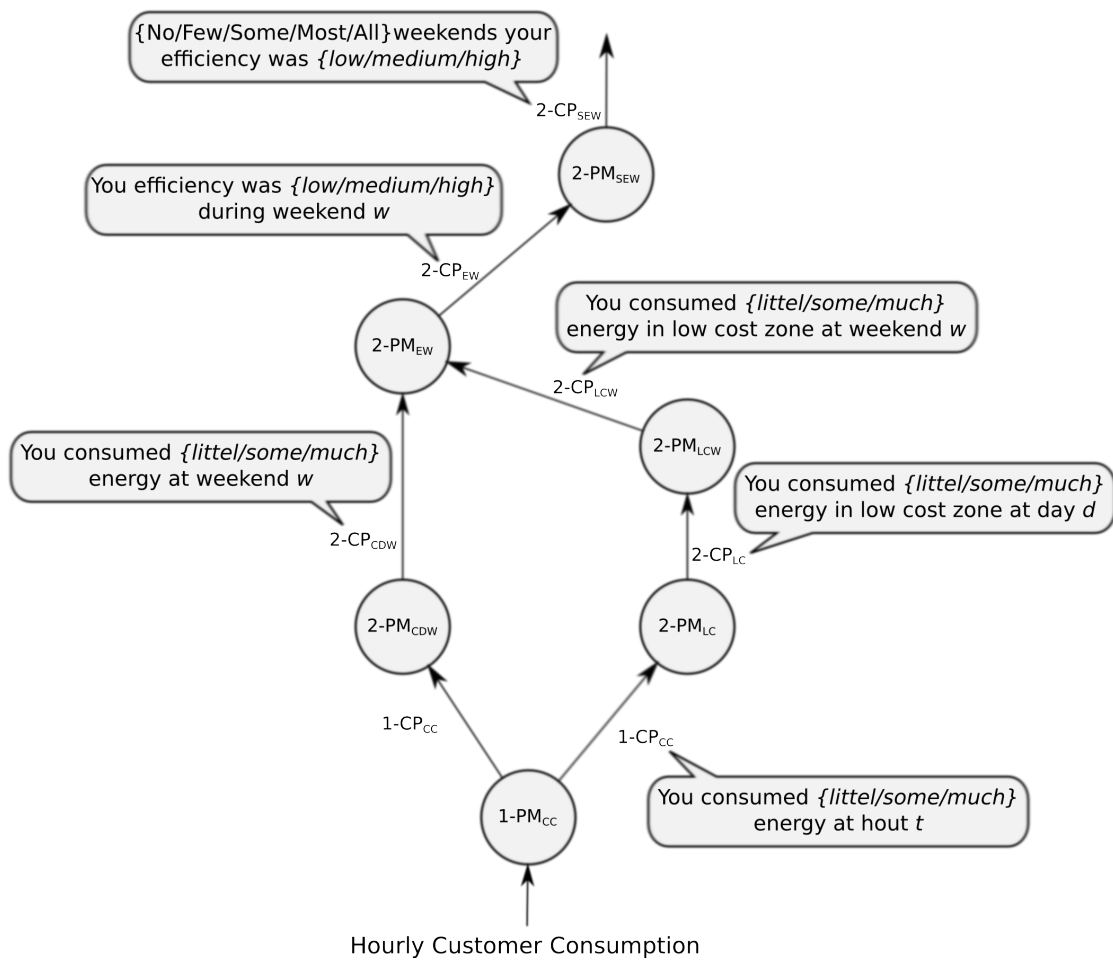 {No/Few/Some/Most/All}weekends your
efficiency was {low/medium/high}
2-CPSEW
2-PMSEW
You efficiency was {low/medium/high}
during weekend w
2-CPEW
You consumed {littel/some/much}
energy in low cost zone at weekend w
2-PMEW
2-CPLCW
You consumed {littel/some/much}
energy at weekend w
2-PMLCW
You consumed {littel/some/much}
energy in low cost zone at day d
2-CPCDW
2-CPLC
2-PMCDW
2-PMLC
1-CPCC
1-CPCC
You consumed {littel/some/much}
energy at hout t
1-PMCC
Hourly Customer Consumption